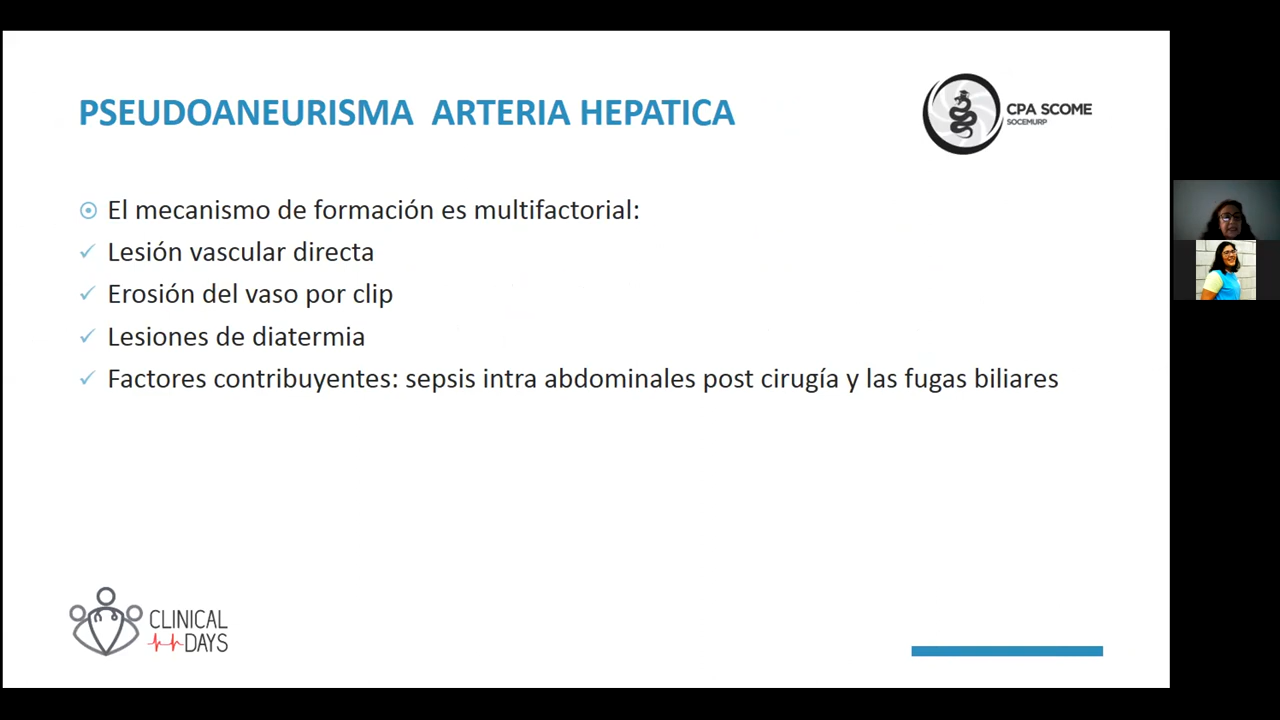 PSEUDOANEURISMA ARTERIA HEPATICA
CPA SCOME
SOCEMURP
El mecanismo de formación es multifactorial:
Lesión vascular directa
Erosión del vaso por clip
Lesiones de diatermia
Factores contribuyentes: sepsis intra abdominales post cirugía y las fugas biliares
CLINICAL
DAYS